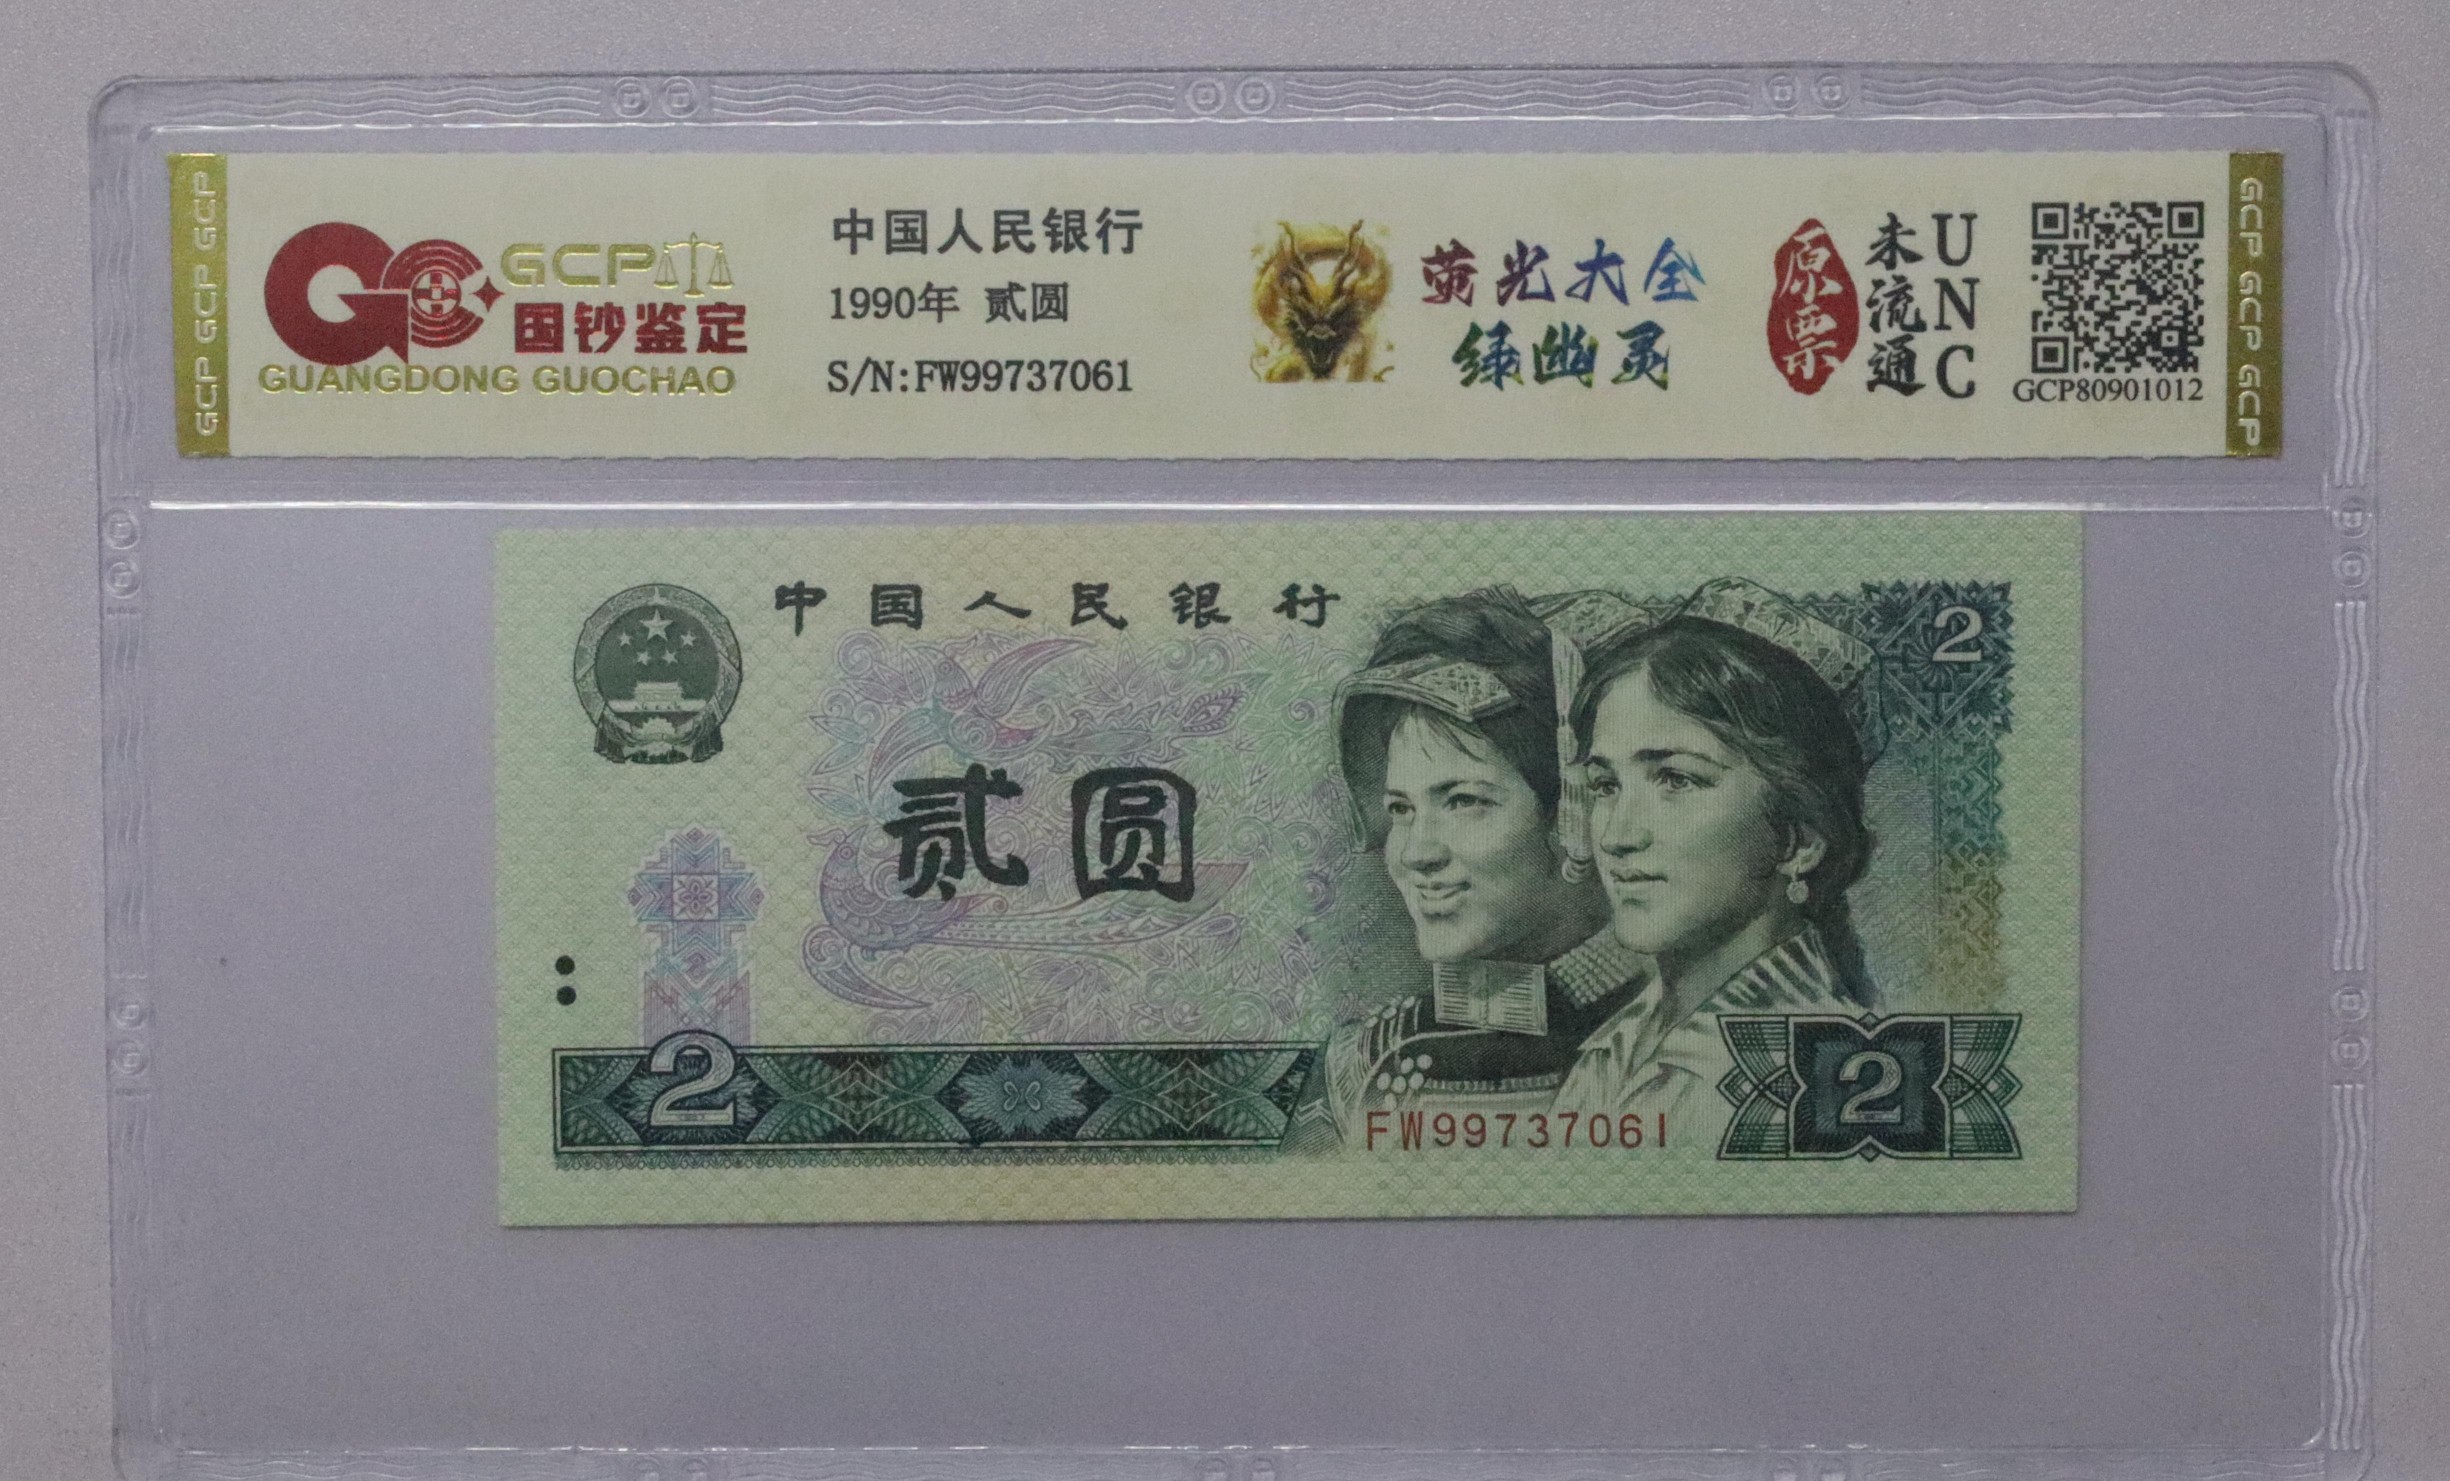 GCP GCP GCP
GCP
国钞鉴定
GUANGDONG GUOCHAO
中国人民银行
1990年 贰圆
S/N:FW99737061
荧光大全
绿幽灵
原票
未流通
UNC
GCP80901012
GCP GCP GCP
中国人民银行
2
贰圆
2
FW99737061
2